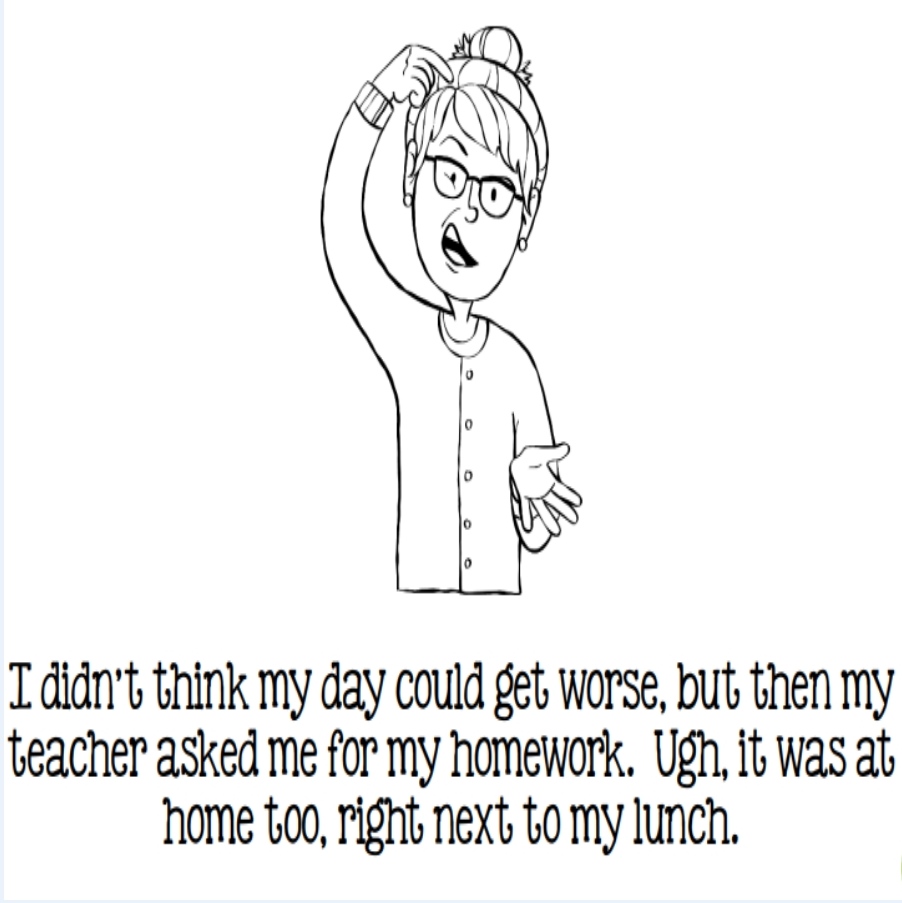 I didn't think my day could get worse, but then my
teacher asked me for my homework.  Ugh, it was at
home too, right next to my lunch.